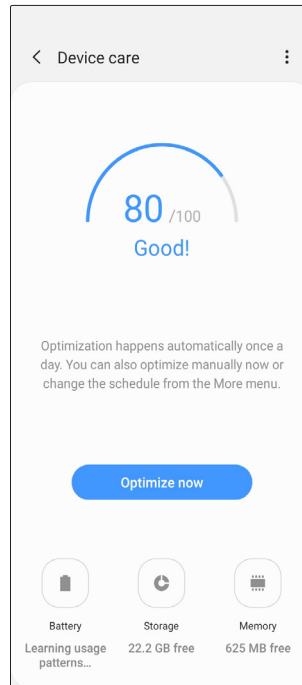 Device care
80 /100
Good!
Optimization happens automatically once a
day. You can also optimize manually now or
change the schedule from the More menu.
Optimize now
Battery
Learning usage
patterns...
Storage
22.2 GB free
Memory
625 MB free